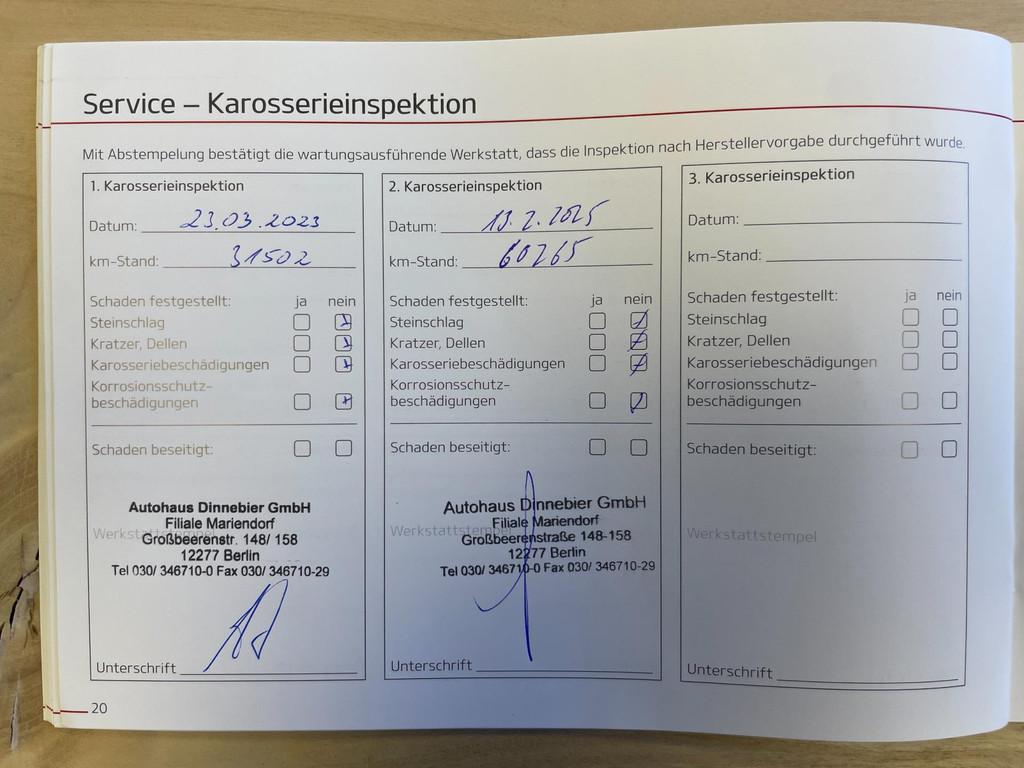 Service – Karosserieinspektion
Mit Abstempelung bestätigt die wartungsausführende Werkstatt, dass die Inspektion nach Herstellervorgabe durchgeführt wurde.
1. Karosserieinspektion
Datum: 23.03.2023
km-Stand: 31502
Schaden festgestellt: ja nein
Steinschlag
Kratzer, Dellen
Karosseriebeschädigungen
Korrosionsschutz-
beschädigungen
Schaden beseitigt:
Autohaus Dinnebier GmbH
Filiale Mariendorf
Werkstattstempel
Großbeerenstr. 148/ 158
12277 Berlin
Tel 030/ 346710-0 Fax 030/ 346710-29
Unterschrift
2. Karosserieinspektion
Datum: 13.2.2025
km-Stand: 60265
Schaden festgestellt: ja nein
Steinschlag
Kratzer, Dellen
Karosseriebeschädigungen
Korrosionsschutz-
beschädigungen
Schaden beseitigt:
Autohaus Dinnebier GmbH
Filiale Mariendorf
Werkstattstempel
Großbeerenstraße 148-158
12277 Berlin
Tel 030/ 346710-0 Fax 030/ 346710-29
Unterschrift
3. Karosserieinspektion
Datum:
km-Stand:
Schaden festgestellt: ja nein
Steinschlag
Kratzer, Dellen
Karosseriebeschädigungen
Korrosionsschutz-
beschädigungen
Schaden beseitigt:
Werkstattstempel
Unterschrift
20